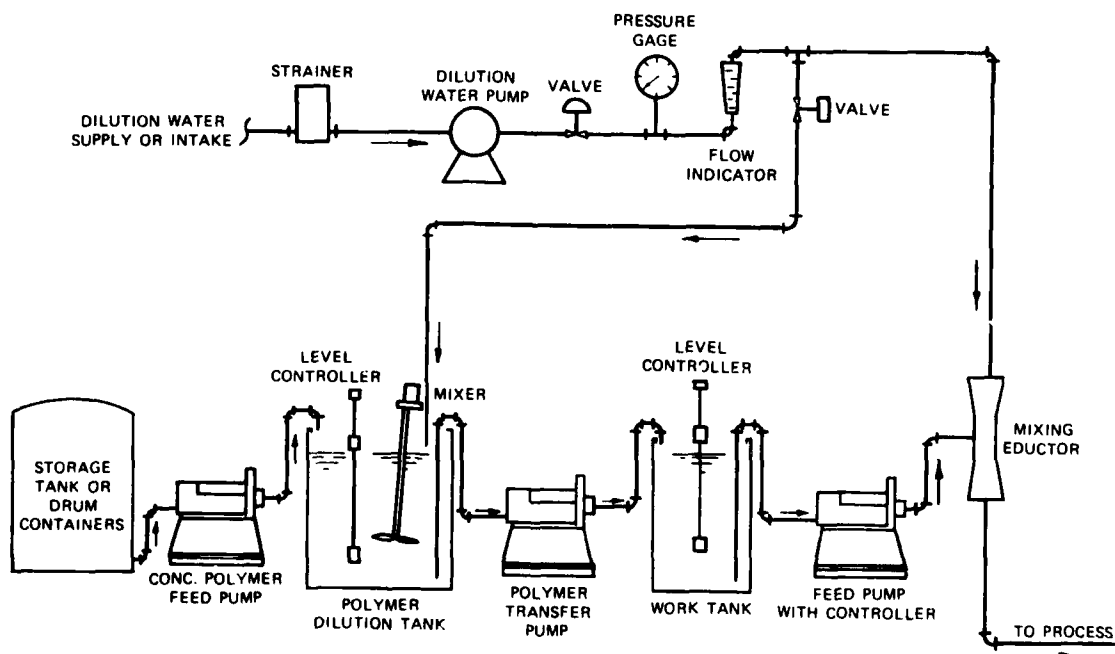 PRESSURE
GAGE
STRAINER
DILUTION
WATER PUMP
VALVE
DILUTION WATER
SUPPLY OR INTAKE
FLOW
INDICATOR
VALVE
LEVEL
CONTROLLER
MIXER
LEVEL
CONTROLLER
STORAGE
TANK OR
DRUM
CONTAINERS
MIXING
EDUCTOR
CONC. POLYMER
FEED PUMP
POLYMER
DILUTION TANK
POLYMER
TRANSFER
PUMP
WORK TANK
FEED PUMP
WITH CONTROLLER
TO PROCESS